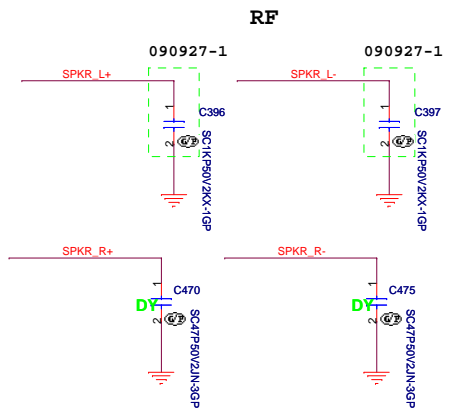 RF
090927-1
090927-1
SPKR_L+
SPKR_L-
1
C396
2
G/P
SC1KP50V2KX-1GP
1
C397
2
G/P
SC1KP50V2KX-1GP
SPKR_R+
SPKR_R-
1
C470
DY
2
G/P
SC47P50V2JN-3GP
1
C475
DY
2
G/P
SC47P50V2JN-3GP